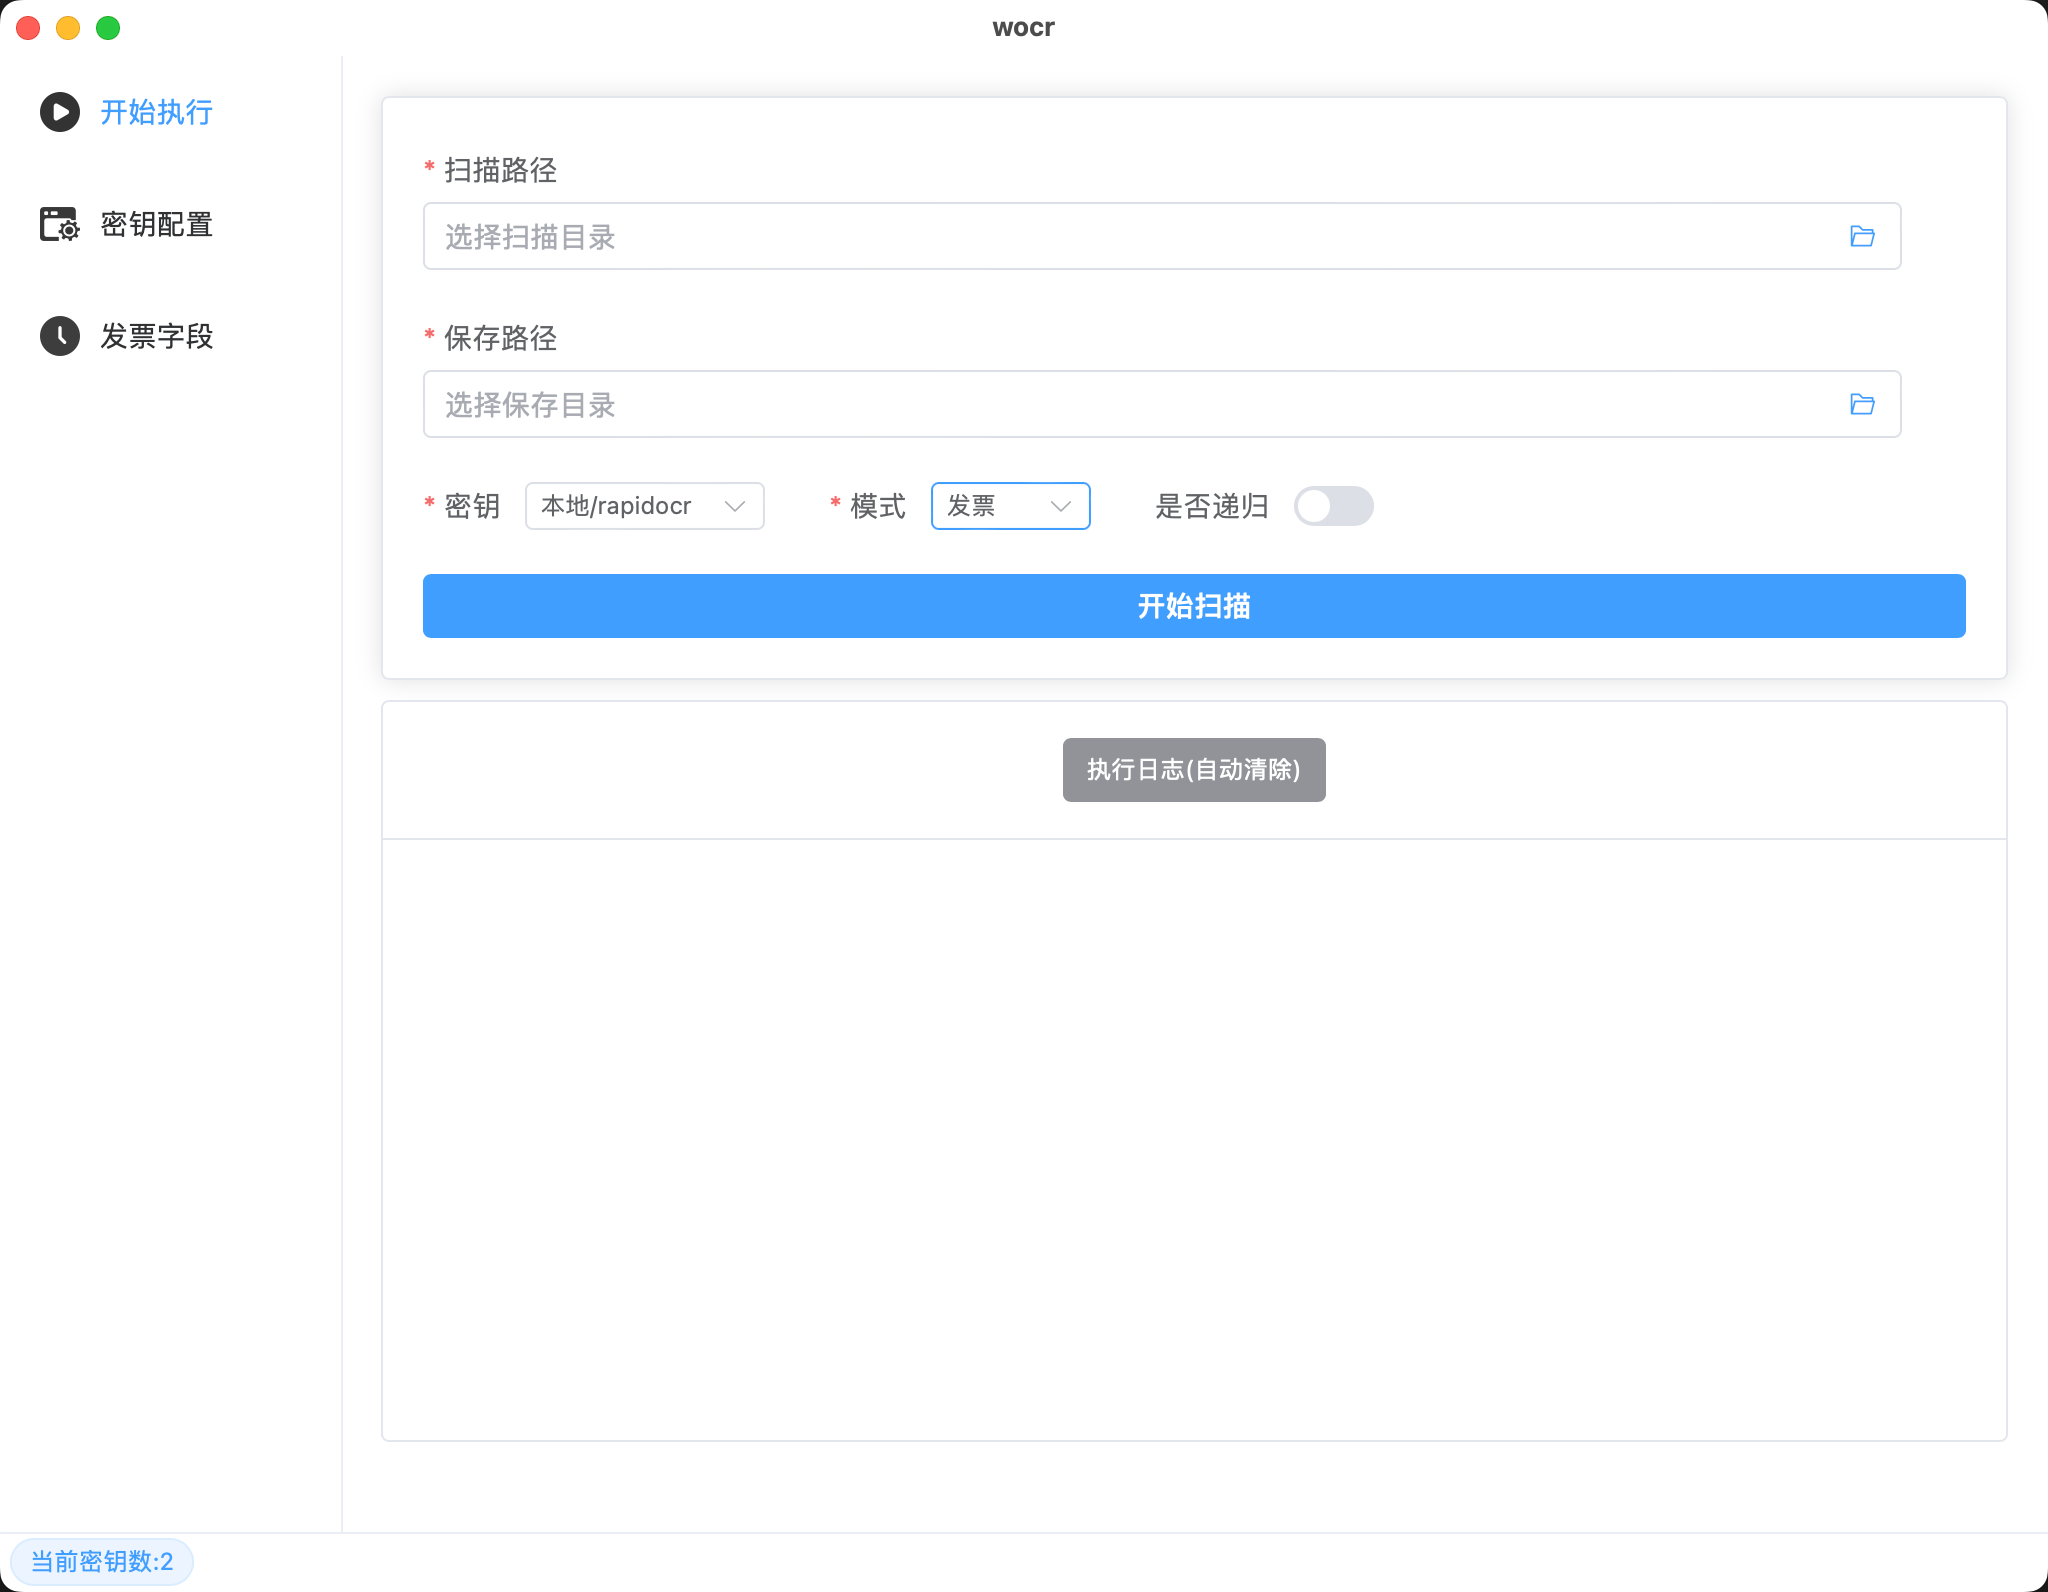 wocr
开始执行
密钥配置
发票字段
* 扫描路径
选择扫描目录
* 保存路径
选择保存目录
* 密钥 本地/rapidocr * 模式 发票 是否递归
开始扫描
执行日志(自动清除)
当前密钥数:2